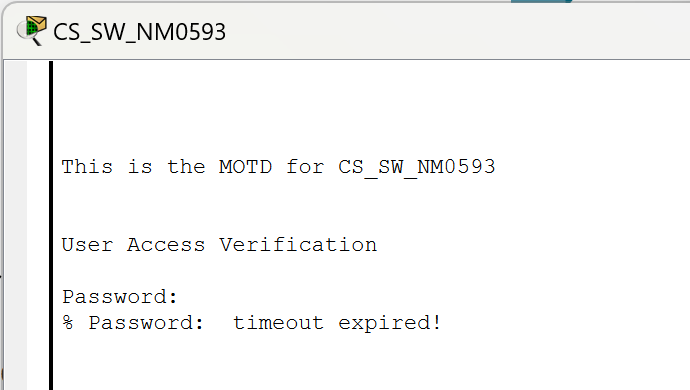 CS_SW_NM0593
This is the MOTD for CS_SW_NM0593
User Access Verification
Password:
% Password:  timeout expired!